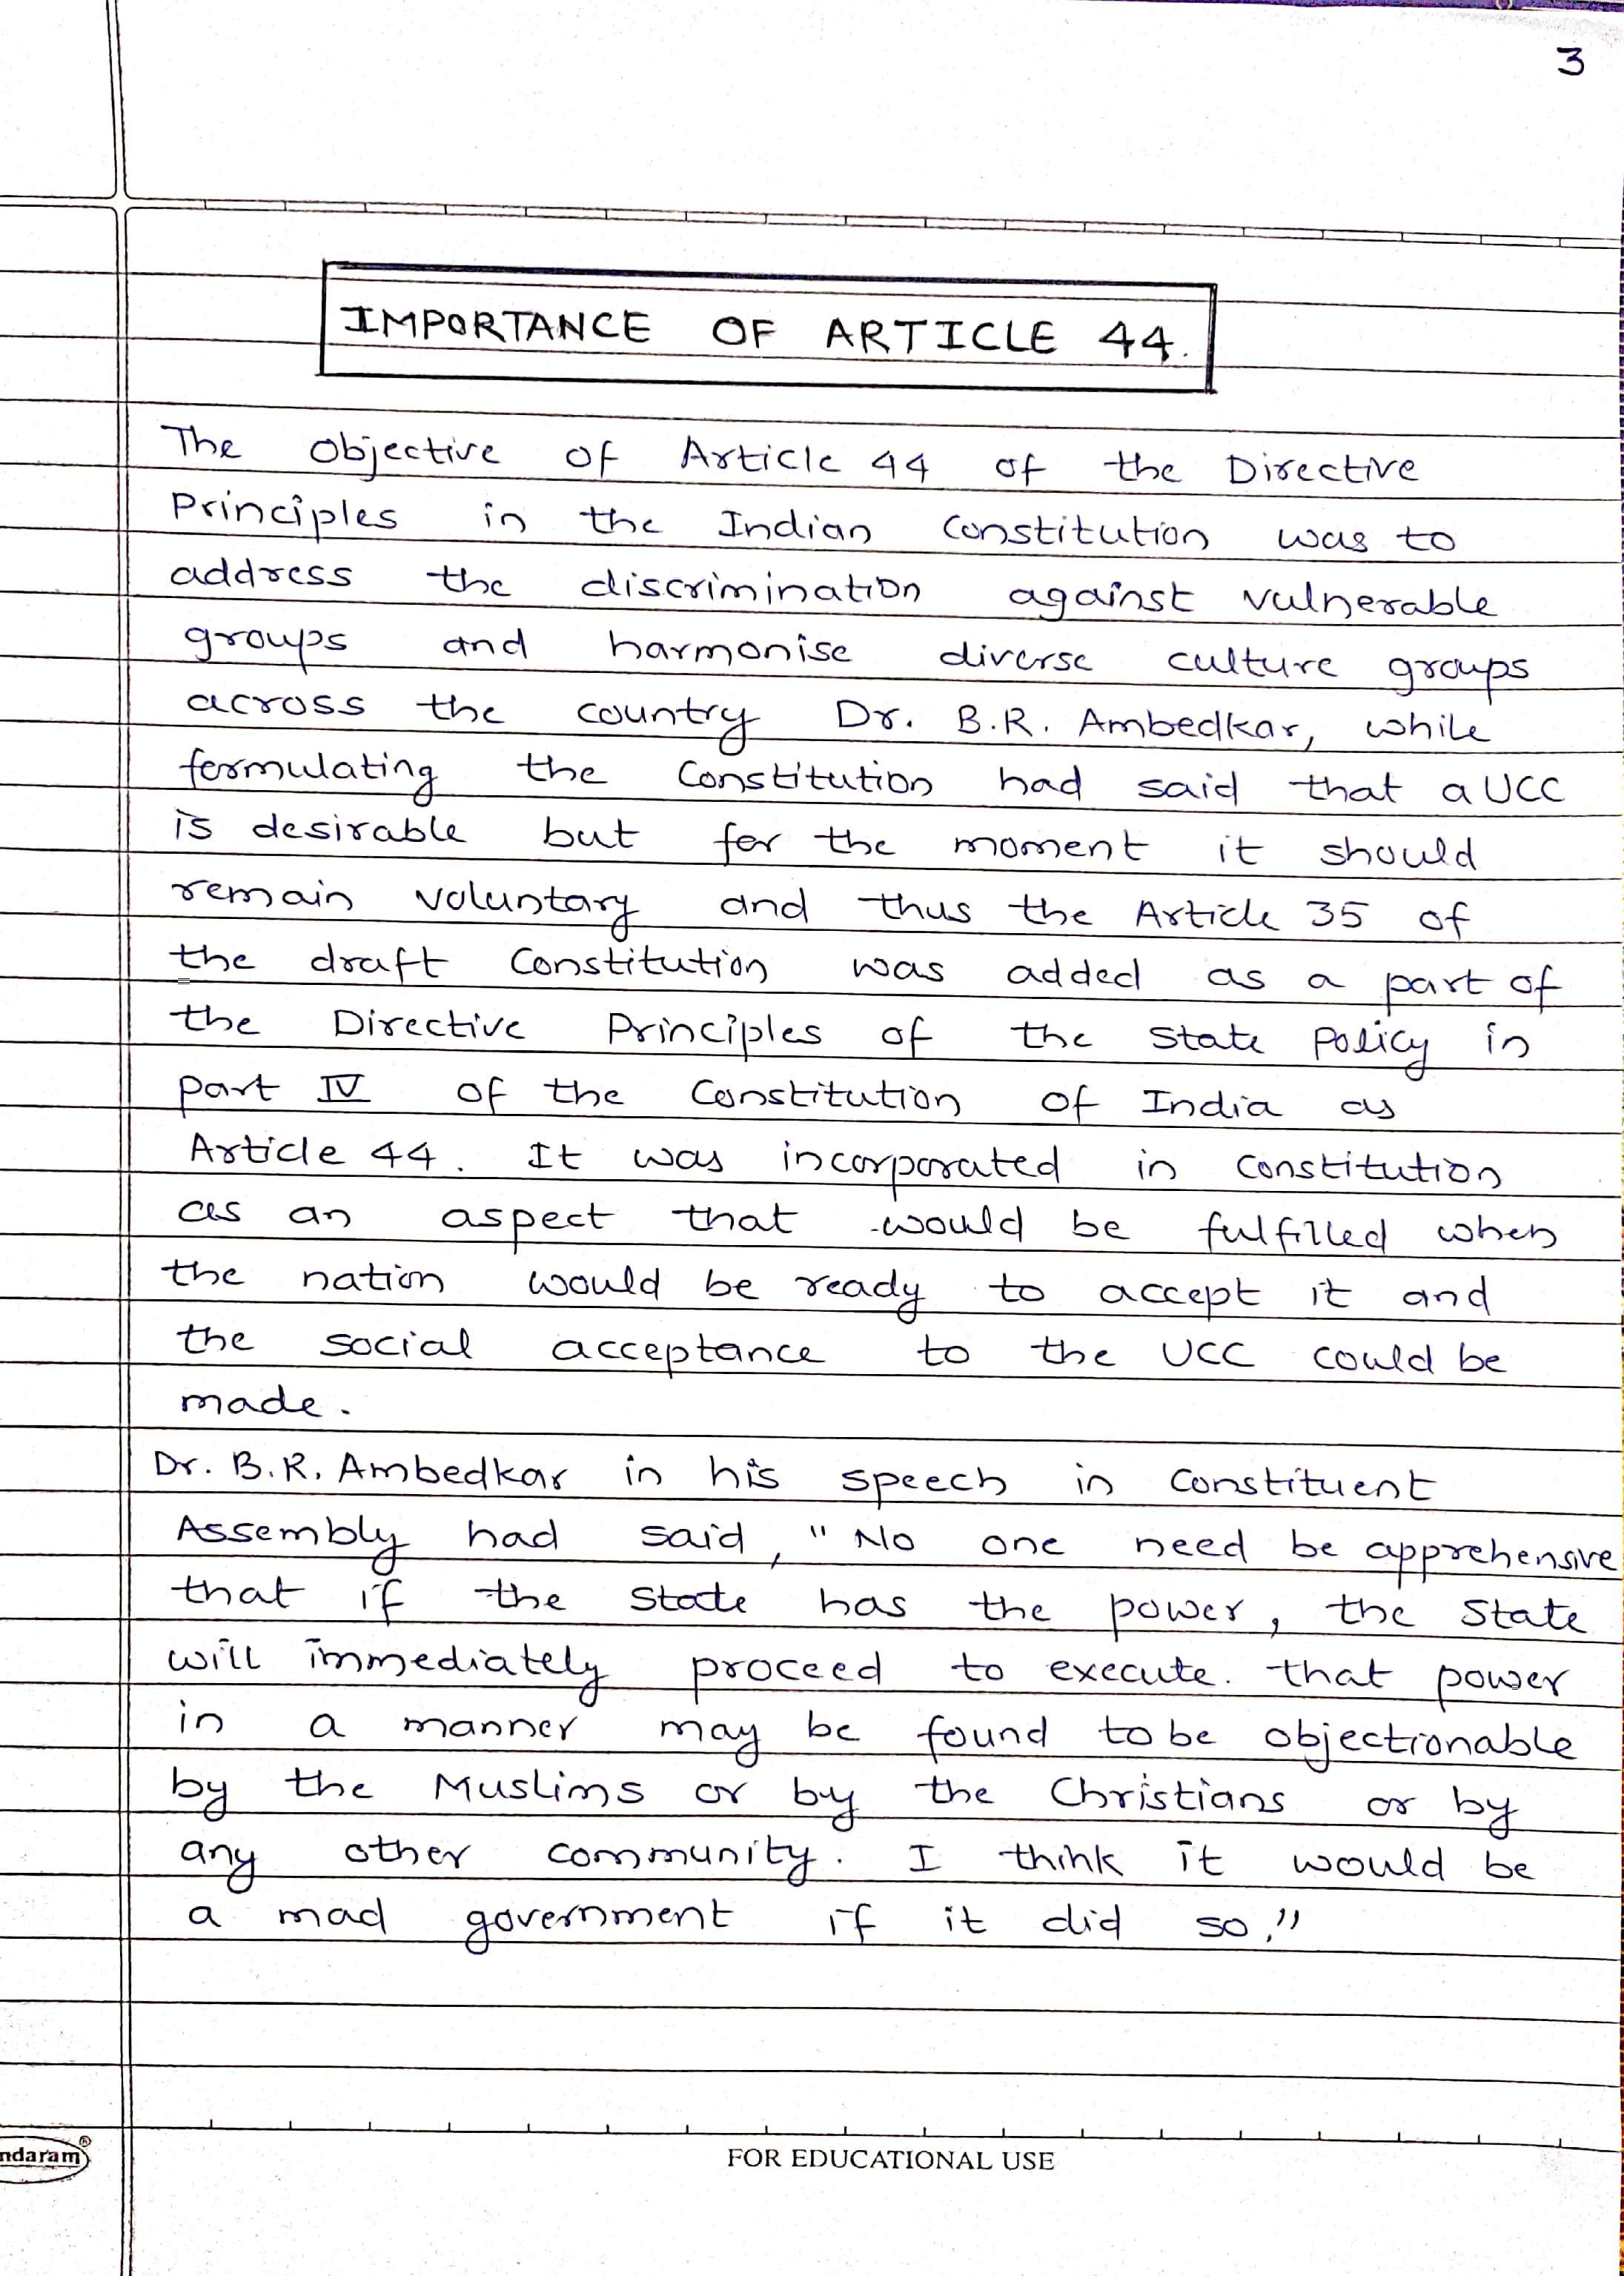 3
IMPORTANCE OF ARTICLE 44.
The Objective of Article 44 of the Directive
Principles in the Indian Constitution was to
address the discrimination against vulnerable
groups and harmonise diverse culture groups
across the country Dr. B.R. Ambedkar, while
formulating the Constitution had said that a UCC
is desirable but for the moment it should
remain voluntary and thus the Article 35 of
the draft Constitution was added as a part of
the Directive Principles of the State Policy in
part IV of the Constitution of India as
Article 44. It was incorporated in Constitution
as an aspect that would be fulfilled when
the nation would be ready to accept it and
the social acceptance to the UCC could be
made.
Dr. B.R. Ambedkar in his speech in Constituent
Assembly had said, "No one need be apprehensive
that if the State has the power, the State
will immediately proceed to execute. that power
in a manner may be found to be objectionable
by the Muslims or by the Christians or by
any other community. I think it would be
a mad government if it did so."
ndaram®
FOR EDUCATIONAL USE